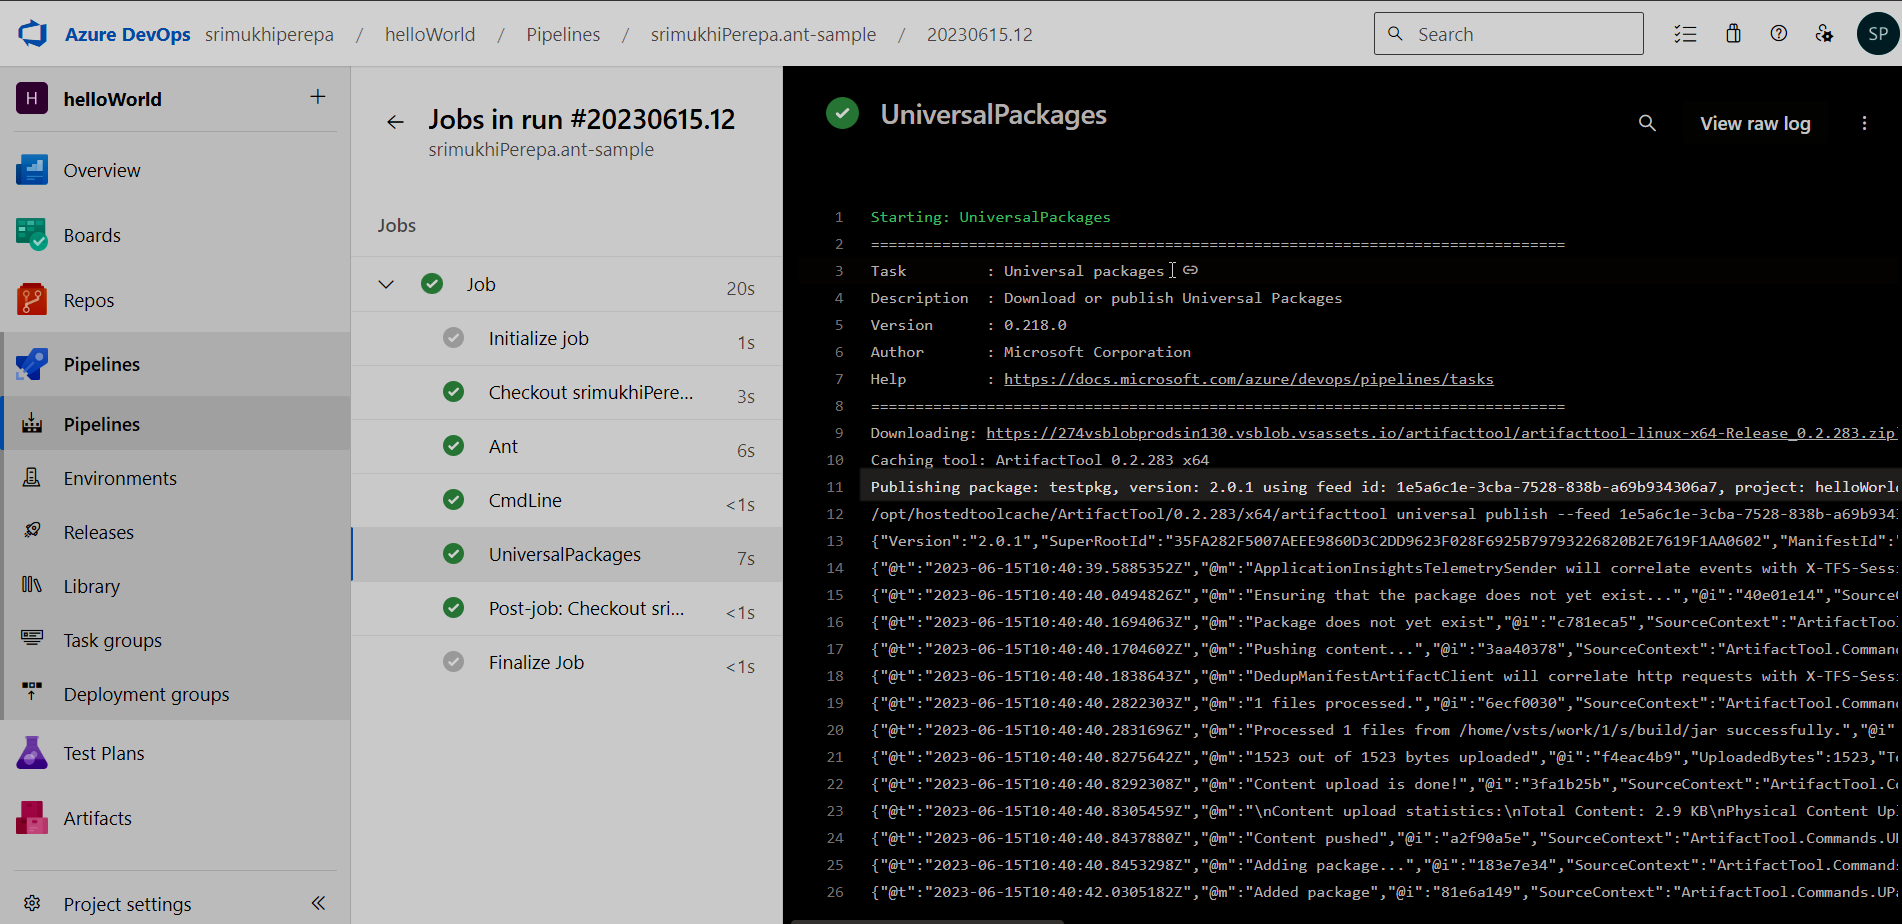 Azure DevOps srimukhiperepa / helloWorld / Pipelines / srimukhiPerepa.ant-sample / 20230615.12
Search
SP
H helloWorld
Overview
Boards
Repos
Pipelines
Pipelines
Environments
Releases
Library
Task groups
Deployment groups
Test Plans
Artifacts
Project settings
Jobs in run #20230615.12
srimukhiPerepa.ant-sample
Jobs
Job 20s
Initialize job 1s
Checkout srimukhiPere... 3s
Ant 6s
CmdLine <1s
UniversalPackages 7s
Post-job: Checkout sri... <1s
Finalize Job <1s
UniversalPackages
View raw log
1 Starting: UniversalPackages
2 ==============================================================================
3 Task : Universal packages
4 Description : Download or publish Universal Packages
5 Version : 0.218.0
6 Author : Microsoft Corporation
7 Help : https://docs.microsoft.com/azure/devops/pipelines/tasks
8 ==============================================================================
9 Downloading: https://274vsblobprodsin130.vsblob.vsassets.io/artifacttool/artifacttool-linux-x64-Release_0.2.283.zip
10 Caching tool: ArtifactTool 0.2.283 x64
11 Publishing package: testpkg, version: 2.0.1 using feed id: 1e5a6c1e-3cba-7528-838b-a69b934306a7, project: helloWorl
12 /opt/hostedtoolcache/ArtifactTool/0.2.283/x64/artifacttool universal publish --feed 1e5a6c1e-3cba-7528-838b-a69b934
13 {"Version":"2.0.1","SuperRootId":"35FA282F5007AEEE9860D3C2DD9623F028F6925B79793226820B2E7619F1AA0602","ManifestId":"
14 {"@t":"2023-06-15T10:40:39.5885352Z","@m":"ApplicationInsightsTelemetrySender will correlate events with X-TFS-Sess
15 {"@t":"2023-06-15T10:40:40.0494826Z","@m":"Ensuring that the package does not yet exist...","@i":"40e01e14","Source
16 {"@t":"2023-06-15T10:40:40.1694063Z","@m":"Package does not yet exist","@i":"c781eca5","SourceContext":"ArtifactToo
17 {"@t":"2023-06-15T10:40:40.1704602Z","@m":"Pushing content...","@i":"3aa40378","SourceContext":"ArtifactTool.Comman
18 {"@t":"2023-06-15T10:40:40.1838643Z","@m":"DedupManifestArtifactClient will correlate http requests with X-TFS-Sess
19 {"@t":"2023-06-15T10:40:40.2822303Z","@m":"1 files processed.","@i":"6ecf0030","SourceContext":"ArtifactTool.Comman
20 {"@t":"2023-06-15T10:40:40.2831696Z","@m":"Processed 1 files from /home/vsts/work/1/s/build/jar successfully.","@i"
21 {"@t":"2023-06-15T10:40:40.8275642Z","@m":"1523 out of 1523 bytes uploaded","@i":"f4eac4b9","UploadedBytes":1523,"T
22 {"@t":"2023-06-15T10:40:40.8292308Z","@m":"Content upload is done!","@i":"3fa1b25b","SourceContext":"ArtifactTool.C
23 {"@t":"2023-06-15T10:40:40.8305459Z","@m":"\nContent upload statistics:\nTotal Content: 2.9 KB\nPhysical Content Up
24 {"@t":"2023-06-15T10:40:40.8437880Z","@m":"Content pushed","@i":"a2f90a5e","SourceContext":"ArtifactTool.Commands.U
25 {"@t":"2023-06-15T10:40:40.8453298Z","@m":"Adding package...","@i":"183e7e34","SourceContext":"ArtifactTool.Command
26 {"@t":"2023-06-15T10:40:42.0305182Z","@m":"Added package","@i":"81e6a149","SourceContext":"ArtifactTool.Commands.UP